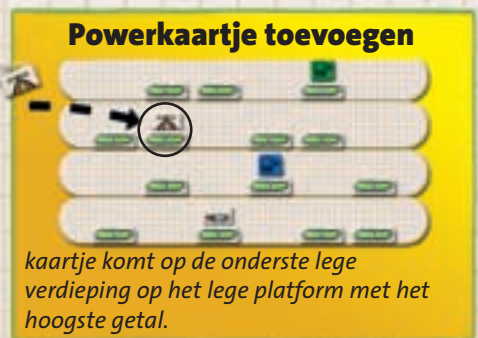 Powerkaartje toevoegen
kaartje komt op de onderste lege
verdieping op het lege platform met het
hoogste getal.